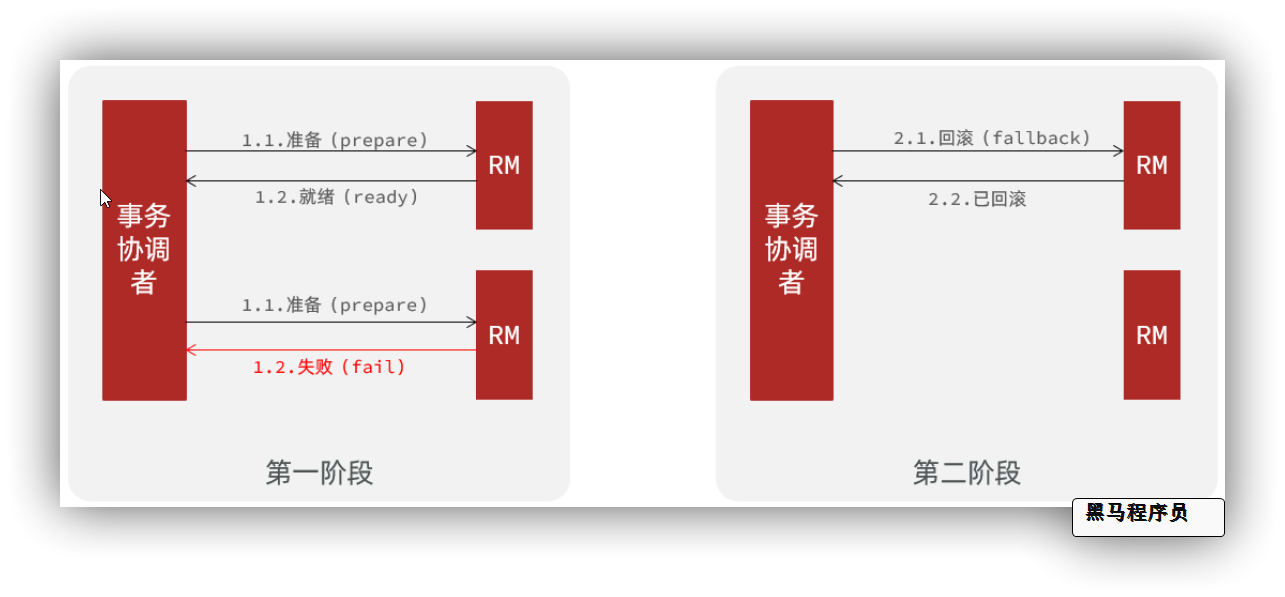 1.1.准备（prepare）
RM
1.2.就绪（ready）
事务
协调
者
1.1.准备（prepare）
RM
1.2.失败（fail）
第一阶段
2.1.回滚（fallback）
RM
2.2.已回滚
事务
协调
者
RM
第二阶段
黑马程序员